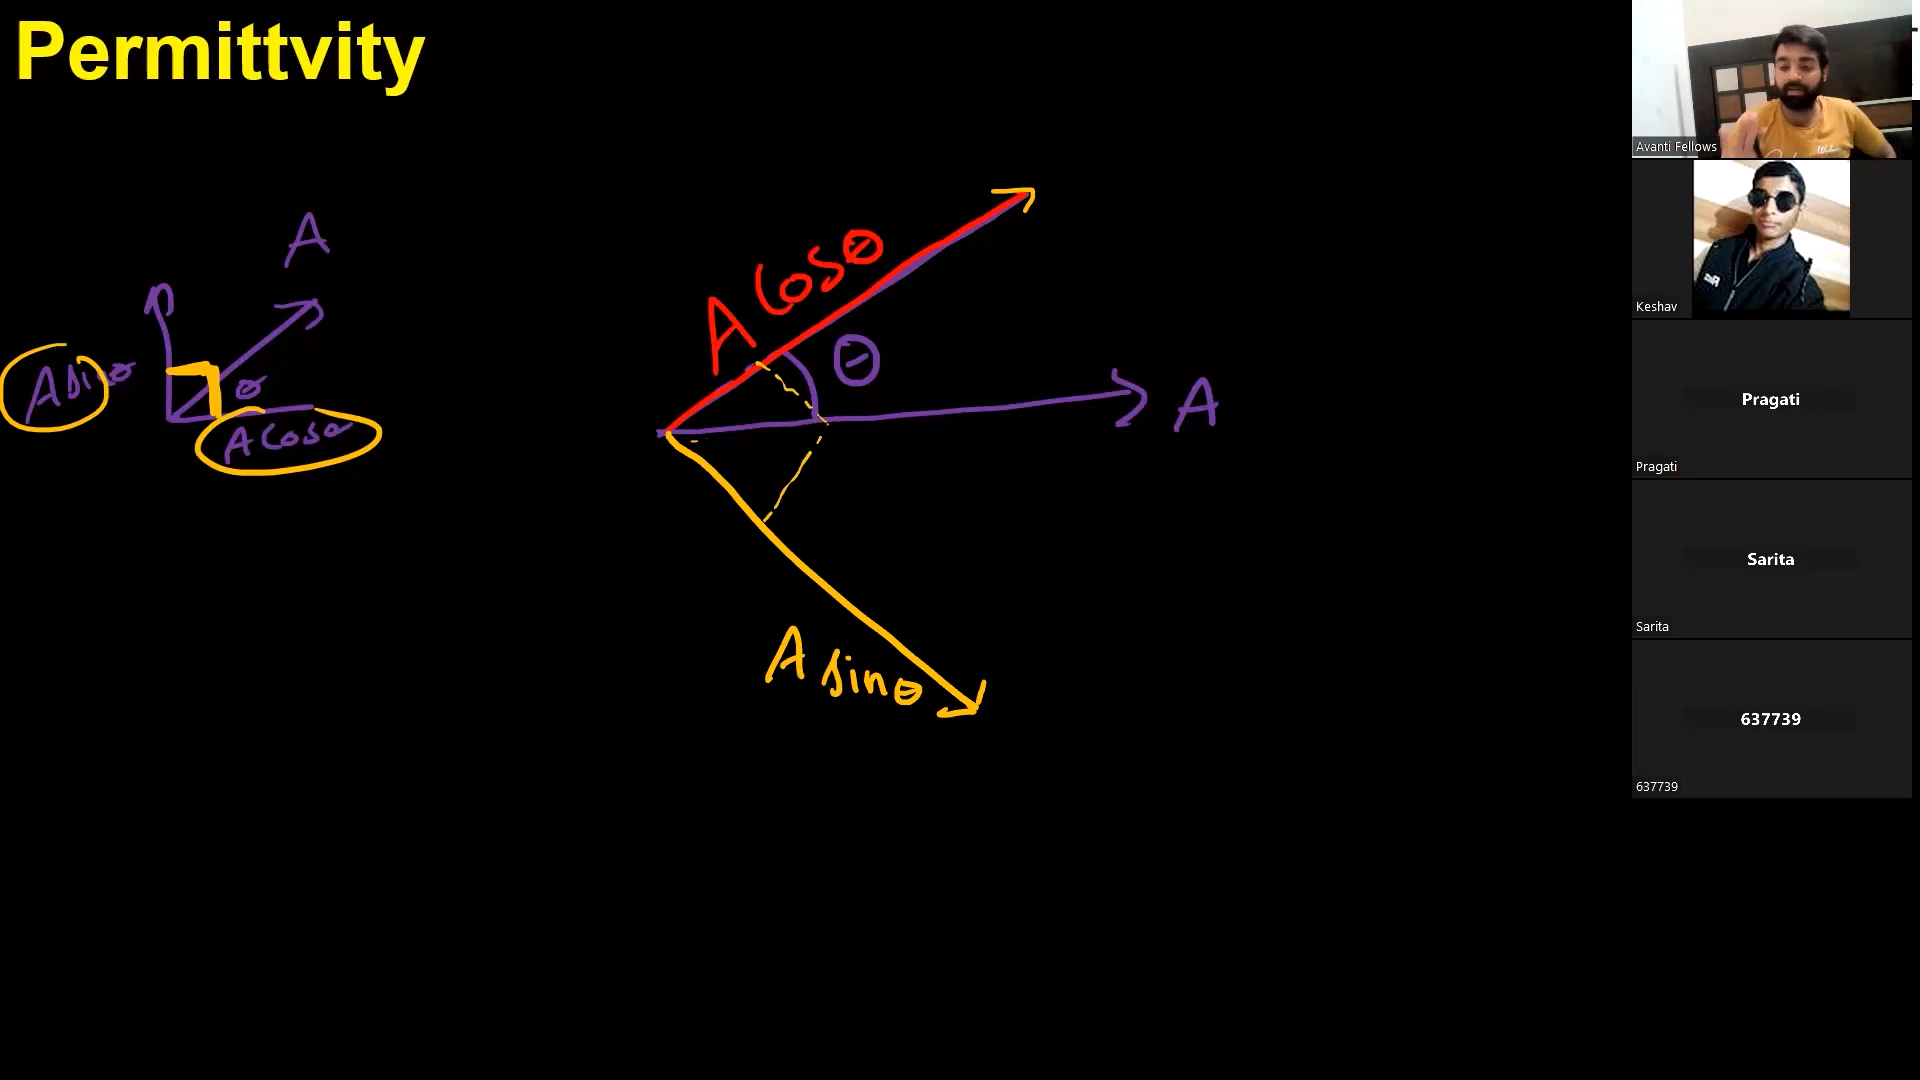 Permittvity
A
A sinθ
θ
A cosθ
A Cosθ
θ
A
A sinθ
Avanti Fellows
Keshav
Pragati
Pragati
Sarita
Sarita
637739
637739